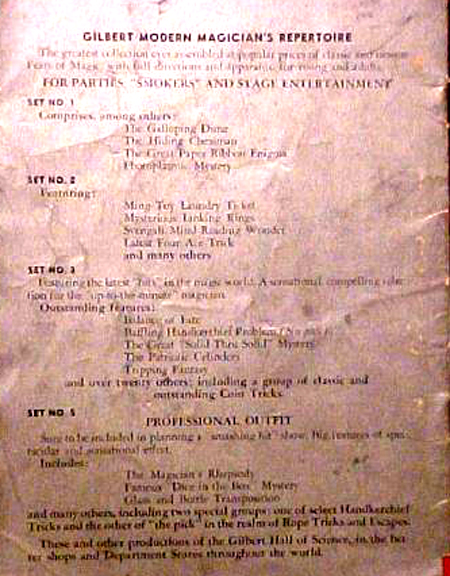 GILBERT MODERN MAGICIAN'S REPERTOIRE
The greatest collection ever assembled at popular prices of classic and newest
Feats of Magic with full directions and apparatus for young and adults.
FOR PARTIES, "SMOKERS" AND STAGE ENTERTAINMENT
SET NO. 1
Comprises, among others:
The Galloping Dime
The Hiding Chessman
The Great Paper Ribbon Enigma
Mystery
SET NO. 2
Featuring:
Ming Toy Laundry Ticket
Mysterious Linking Rings
Svengali Mind Reading Wonder
Latest Four Ace Trick
and many others
SET NO. 3
Featuring the latest "hits" in the magic world. A sensational, compelling selec-
tion for the "up-to-the-minute" magician.
Outstanding features:
Balance of Fate
Baffling Handkerchief Problem
The Great "Solid Thru Solid" Mystery
The Patriotic Cylinders
Tripping Fantasy
and over twenty others; including a group of classic and
outstanding Coin Tricks.
SET NO 5
PROFESSIONAL OUTFIT
Sure to be included in planning a "smashing hit" show. Big features of spec-
tacular and sensational effect.
Includes:
The Magician's Rhapsody
Famous "Dice in the Box" Mystery
Glass and Bottle Transposition
and many others, including two special groups; one of select Handkerchief
Tricks and the other of "the pick" in the realm of Rope Tricks and Escapes.
These and other productions of the Gilbert Hall of Science, in the bet-
ter shops and Department Stores throughout the world.